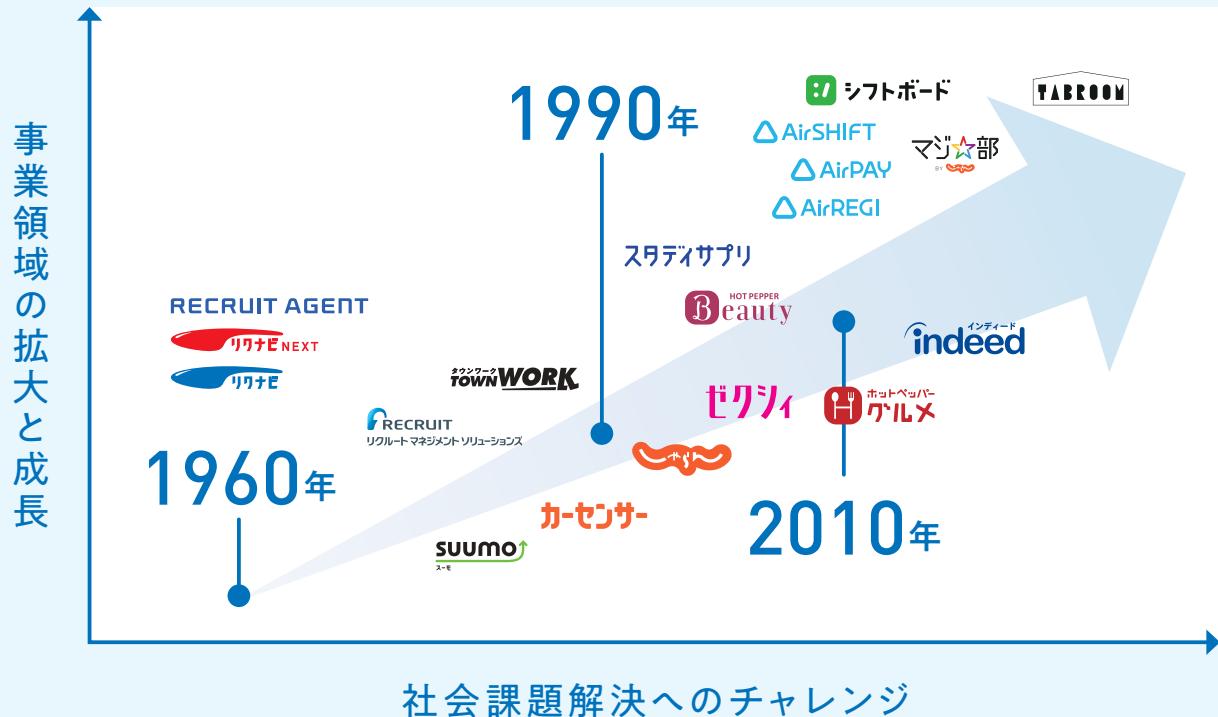 事業領域の拡大と成長
1990年
シフトボード
TABROOM
AirSHIFT
マジ☆部
BY じゃらん
AirPAY
AirREGI
スタディサプリ
HOT PEPPER
Beauty
RECRUIT AGENT
リクナビNEXT
リクナビ
インディード
indeed
タウンワーク
TOWNWORK
ゼクシィ
ホットペッパー
グルメ
RECRUIT
リクルート マネジメント ソリューションズ
1960年
じゃらん
カーセンサー
2010年
SUUMO
スーモ
社会課題解決へのチャレンジ